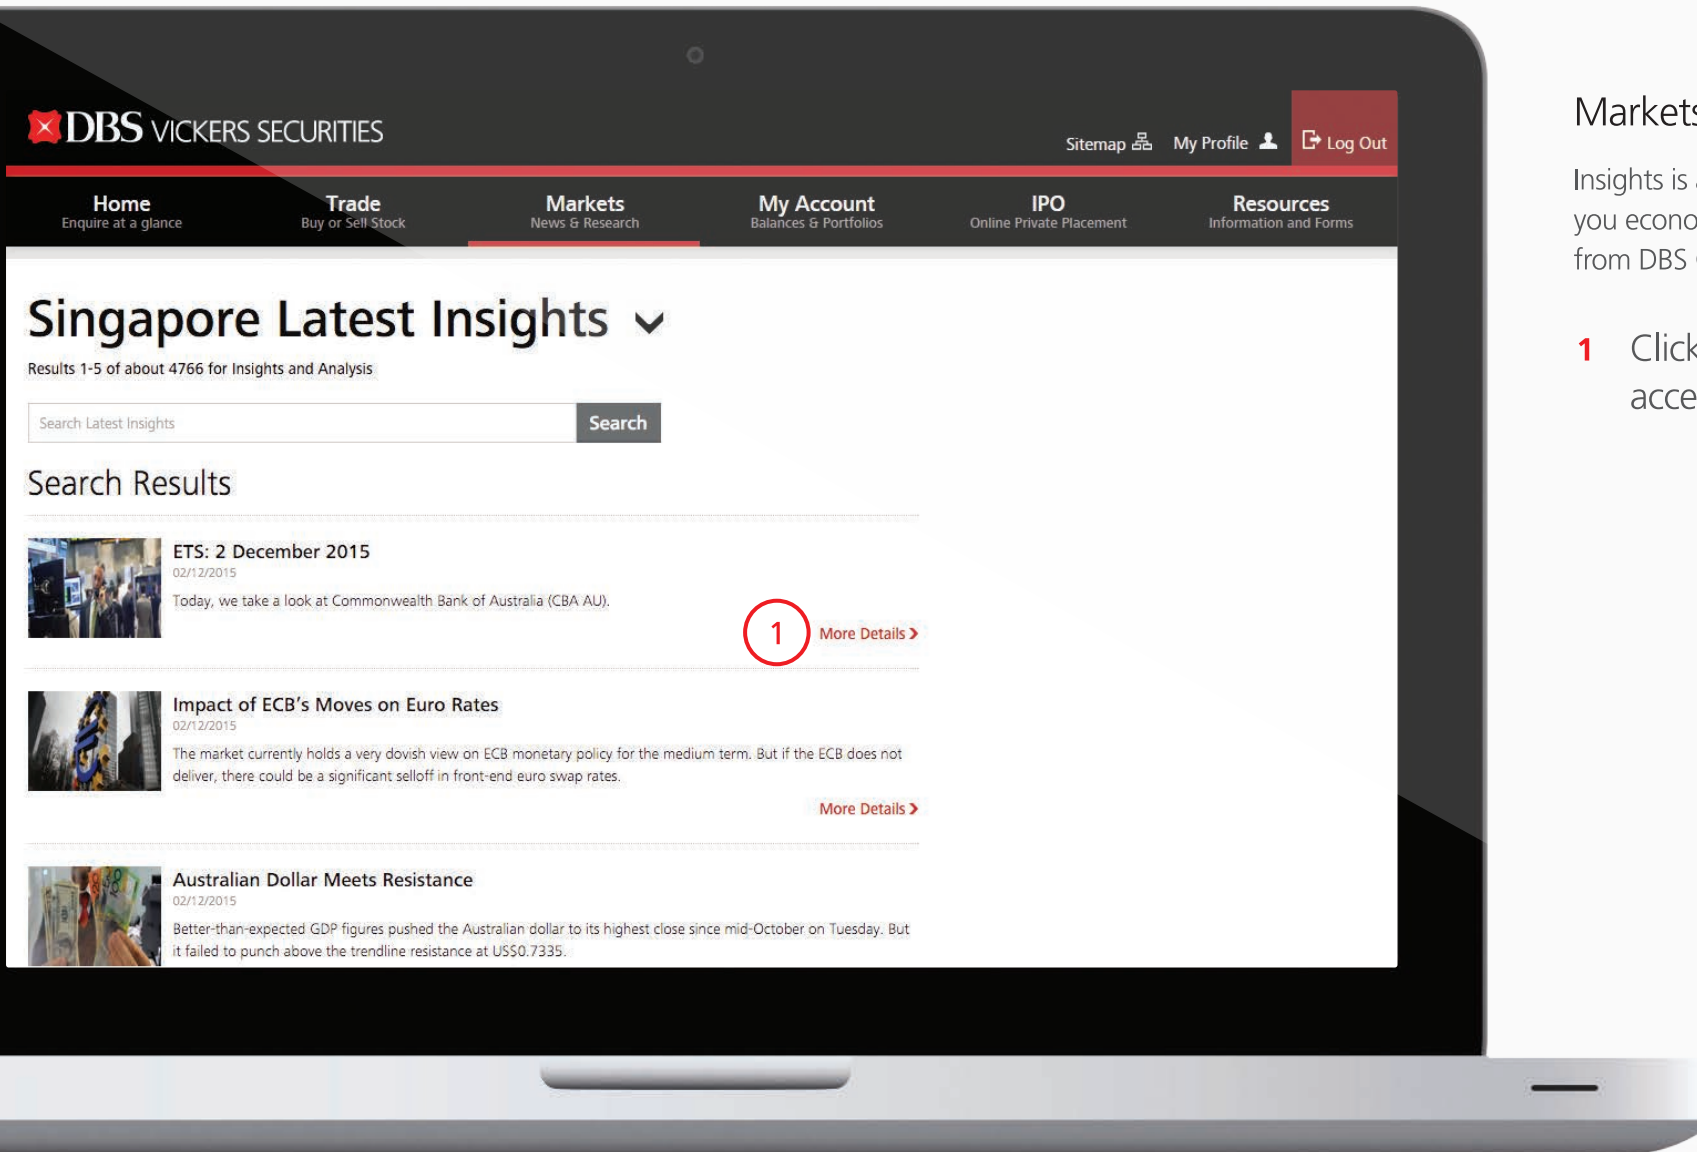 DBS VICKERS SECURITIES
Sitemap My Profile Log Out
Home Trade Markets My Account IPO Resources
Enquire at a glance Buy or Sell Stock News & Research Balances & Portfolios Online Private Placement Information and Forms
Singapore Latest Insights
Results 1-5 of about 4766 for Insights and Analysis
Search Latest Insights Search
Search Results
ETS: 2 December 2015
02/12/2015
Today, we take a look at Commonwealth Bank of Australia (CBA AU).
1 More Details
Impact of ECB's Moves on Euro Rates
02/12/2015
The market currently holds a very dovish view on ECB monetary policy for the medium term. But if the ECB does not
deliver, there could be a significant selloff in front-end euro swap rates.
More Details
Australian Dollar Meets Resistance
02/12/2015
Better-than-expected GDP figures pushed the Australian dollar to its highest close since mid-October on Tuesday. But
it failed to punch above the trendline resistance at US$0.7335.
Markets
Insights is
you econo
from DBS
1 Click
acce